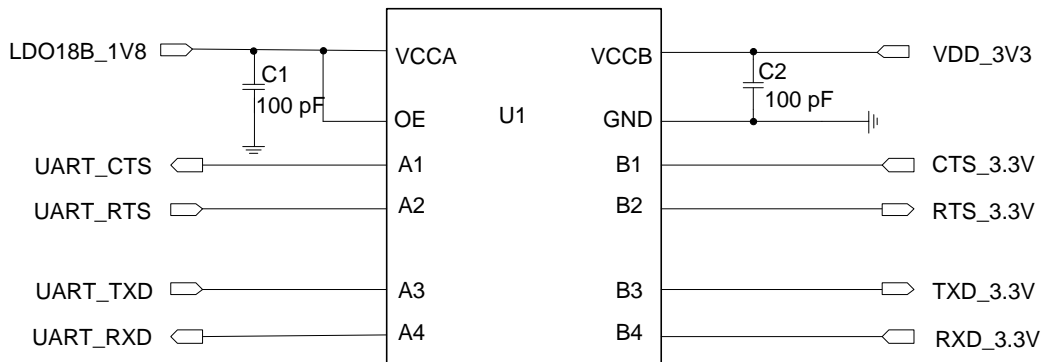 LDO18B_1V8
VCCA
VCCB
VDD_3V3
C1
100 pF
C2
100 pF
OE
U1
GND
UART_CTS
A1
B1
CTS_3.3V
UART_RTS
A2
B2
RTS_3.3V
UART_TXD
A3
B3
TXD_3.3V
UART_RXD
A4
B4
RXD_3.3V